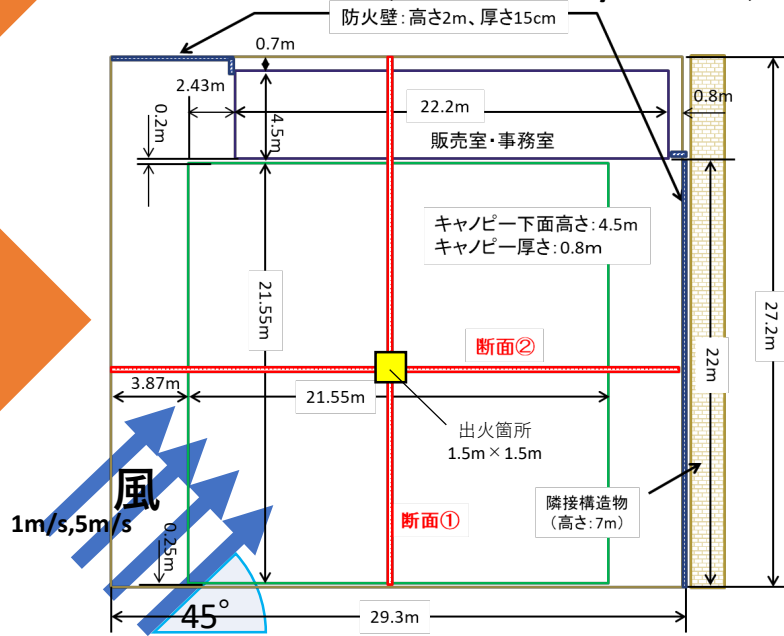 防火壁：高さ2m、厚さ15cm
0.7m
2.43m
22.2m
0.8m
0.2m
4.5m
販売室・事務室
キャノピー下面高さ：4.5m
キャノピー厚さ：0.8m
21.55m
27.2m
断面②
22m
3.87m
21.55m
出火箇所
1.5m×1.5m
風
1m/s,5m/s
断面①
隣接構造物
（高さ：7m）
0.25m
45°
29.3m